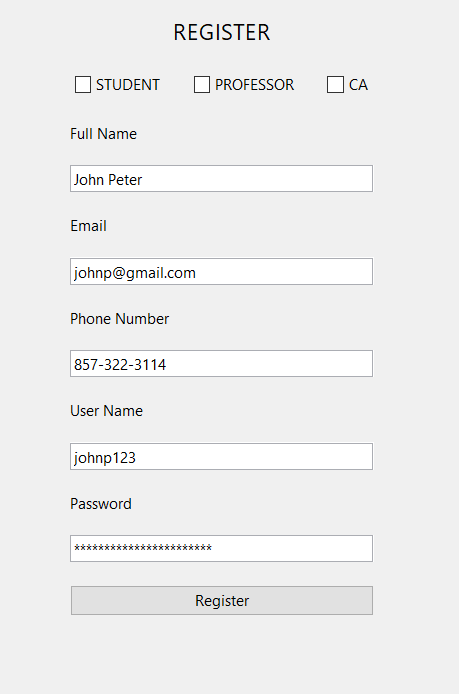 REGISTER
STUDENT PROFESSOR CA
Full Name
John Peter
Email
johnp@gmail.com
Phone Number
857-322-3114
User Name
johnp123
Password
***********************
Register